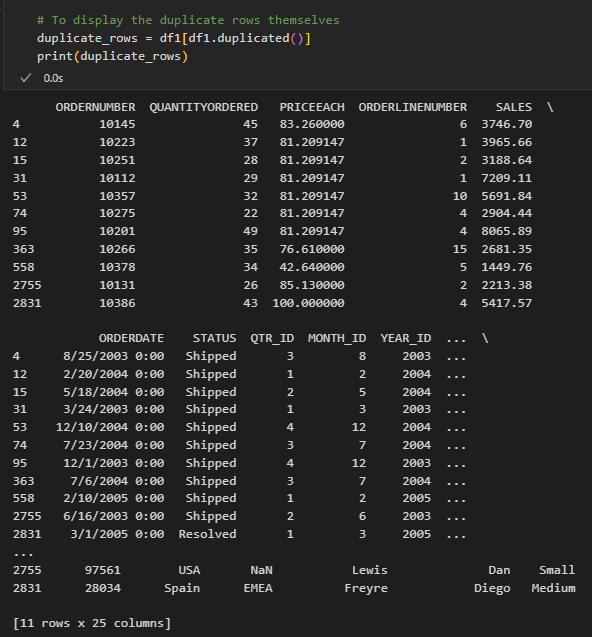 # To display the duplicate rows themselves
duplicate_rows = df1[df1.duplicated()]
print(duplicate_rows)
✓ 0.0s
ORDERNUMBER QUANTITYORDERED PRICEEACH ORDERLINENUMBER SALES \
4 10145 45 83.260000 6 3746.70
12 10223 37 81.209147 1 3965.66
15 10251 28 81.209147 2 3188.64
31 10112 29 81.209147 1 7209.11
53 10357 32 81.209147 10 5691.84
74 10275 22 81.209147 4 2904.44
95 10201 49 81.209147 4 8065.89
363 10266 35 76.610000 15 2681.35
558 10378 34 42.640000 5 1449.76
2755 10131 26 85.130000 2 2213.38
2831 10386 43 100.000000 4 5417.57
ORDERDATE STATUS QTR_ID MONTH_ID YEAR_ID ... \
4 8/25/2003 0:00 Shipped 3 8 2003 ...
12 2/20/2004 0:00 Shipped 1 2 2004 ...
15 5/18/2004 0:00 Shipped 2 5 2004 ...
31 3/24/2003 0:00 Shipped 1 3 2003 ...
53 12/10/2004 0:00 Shipped 4 12 2004 ...
74 7/23/2004 0:00 Shipped 3 7 2004 ...
95 12/1/2003 0:00 Shipped 4 12 2003 ...
363 7/6/2004 0:00 Shipped 3 7 2004 ...
558 2/10/2005 0:00 Shipped 1 2 2005 ...
2755 6/16/2003 0:00 Shipped 2 6 2003 ...
2831 3/1/2005 0:00 Resolved 1 3 2005 ...
...
2755 97561 USA NaN Lewis Dan Small
2831 28034 Spain EMEA Freyre Diego Medium
[11 rows x 25 columns]